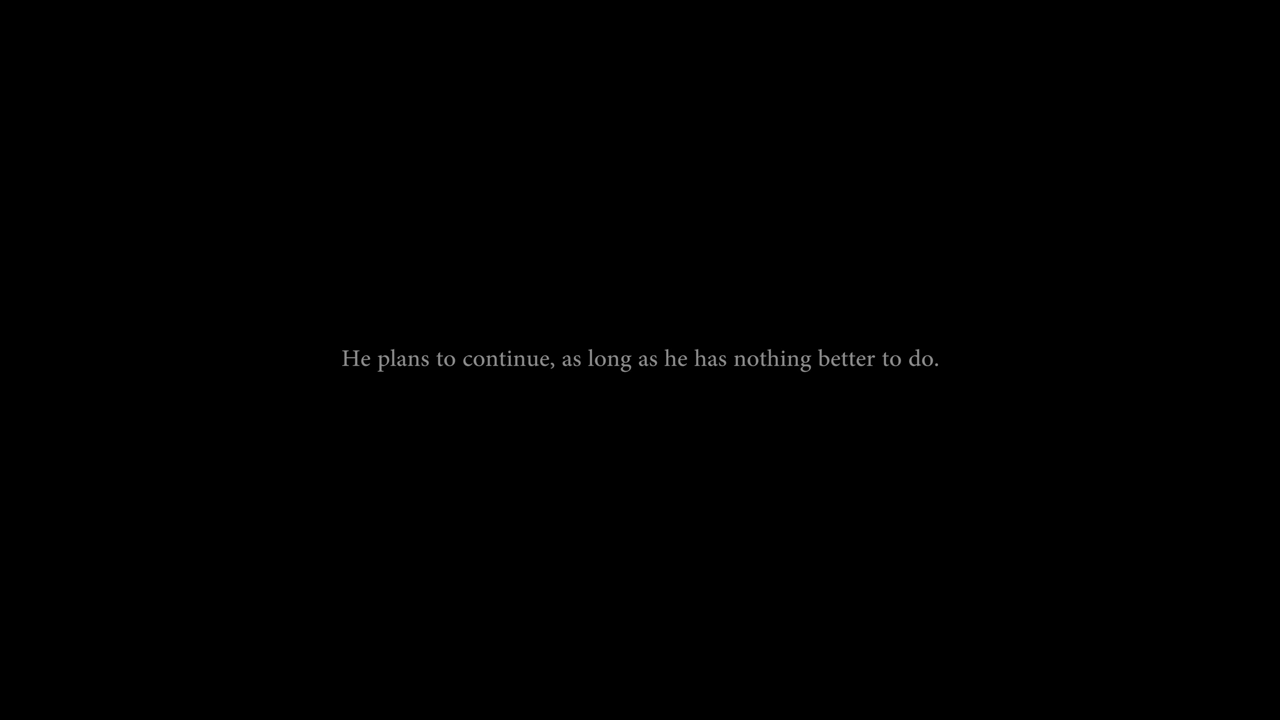 He plans to continue, as long as he has nothing better to do.